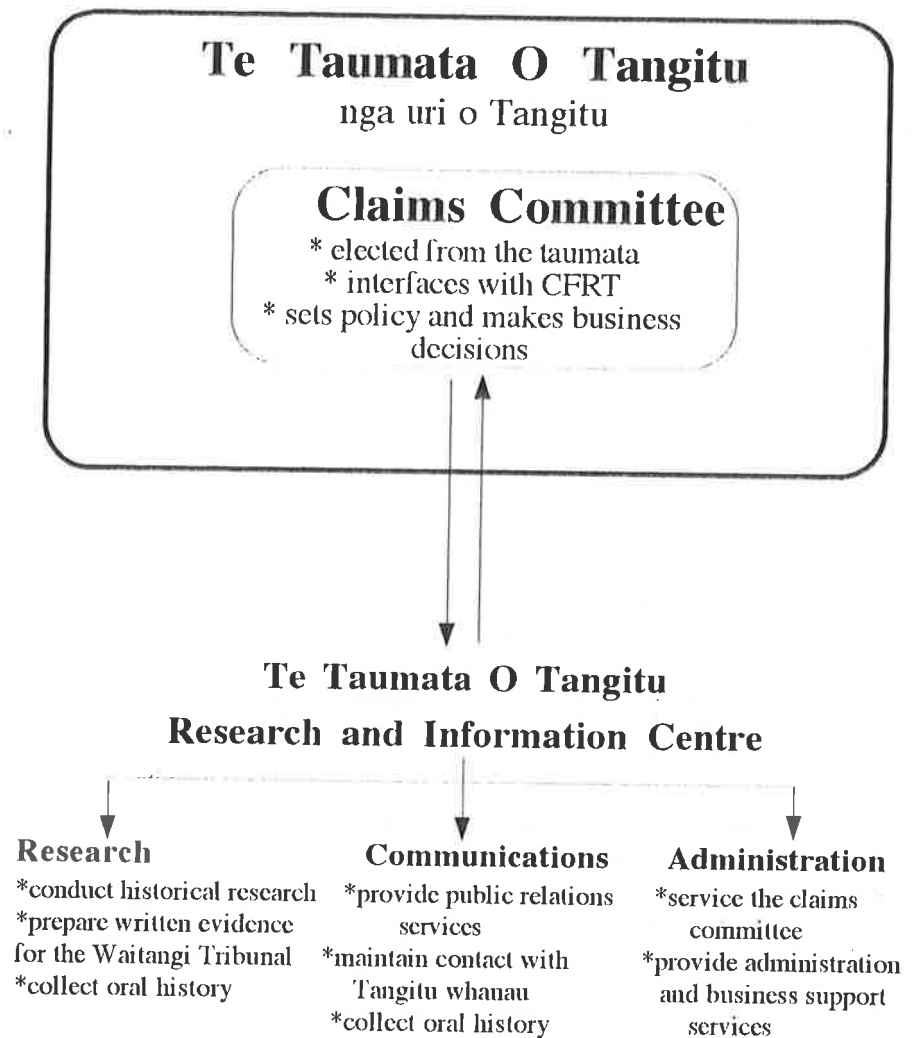 Te Taumata O Tangitu
nga uri o Tangitu
Claims Committee
* elected from the taumata
* interfaces with CFRT
* sets policy and makes business
decisions
Te Taumata O Tangitu
Research and Information Centre
Research
*conduct historical research
*prepare written evidence
for the Waitangi Tribunal
*collect oral history
Communications
*provide public relations
services
*maintain contact with
Tangitu whanau
*collect oral history
Administration
*service the claims
committee
*provide administration
and business support
services